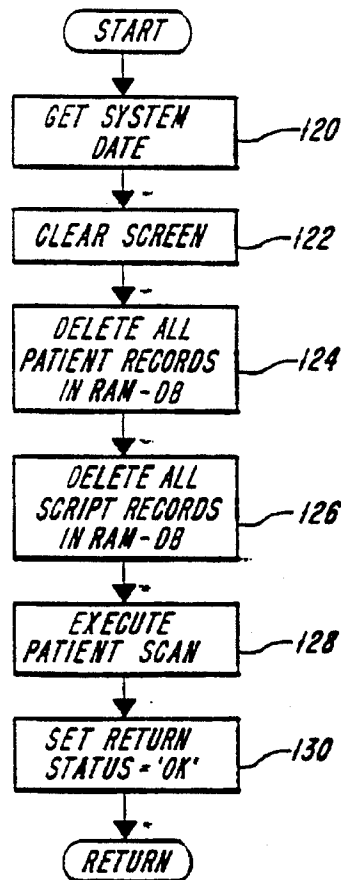 START
GET SYSTEM
DATE
120
CLEAR SCREEN
122
DELETE ALL
PATIENT RECORDS
IN RAM-DB
124
DELETE ALL
SCRIPT RECORDS
IN RAM-DB
126
EXECUTE
PATIENT SCAN
128
SET RETURN
STATUS='OK'
130
RETURN